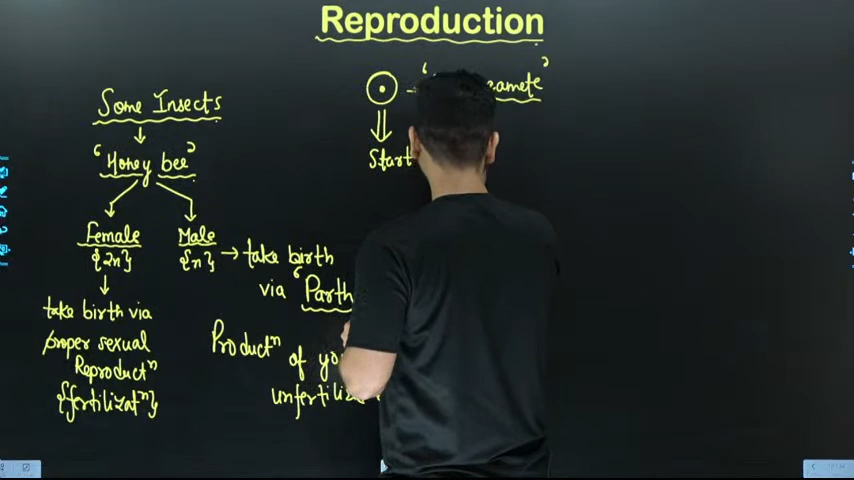 Reproduction
Some Insects
"Honey bee"
Female
{2n}
take birth via
proper sexual
Reproductⁿ
{fertilizatⁿ}
Male
{n}
→ take birth
via "Parth
Productⁿ
of yo
unfertiliz
amete"
Start